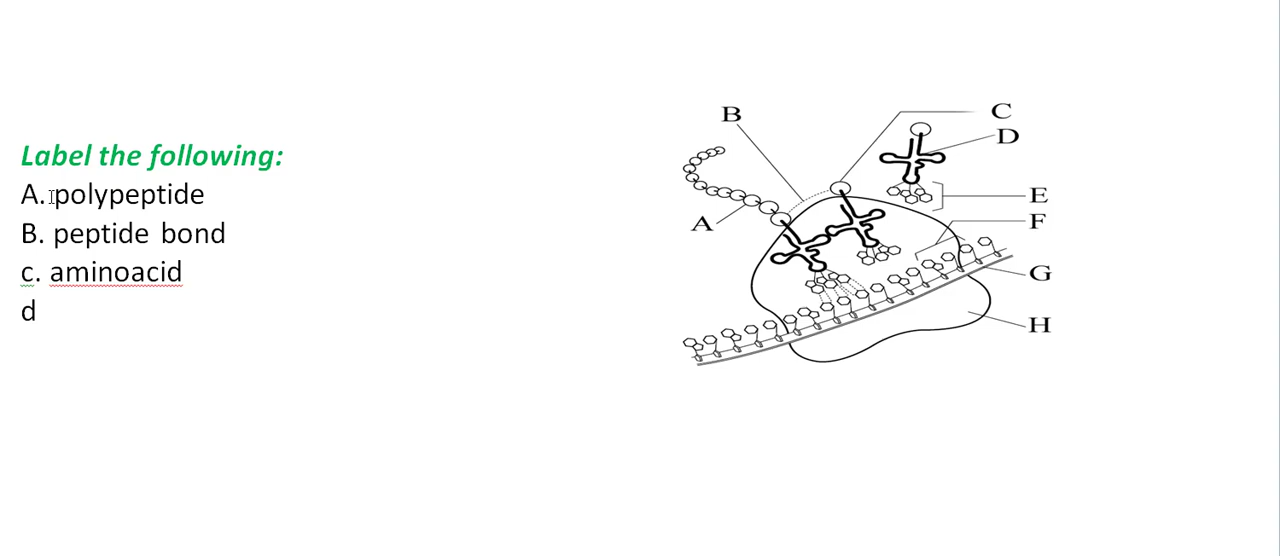 Label the following:
A. polypeptide
B. peptide bond
c. aminoacid
d
B
C
D
A
E
F
G
H